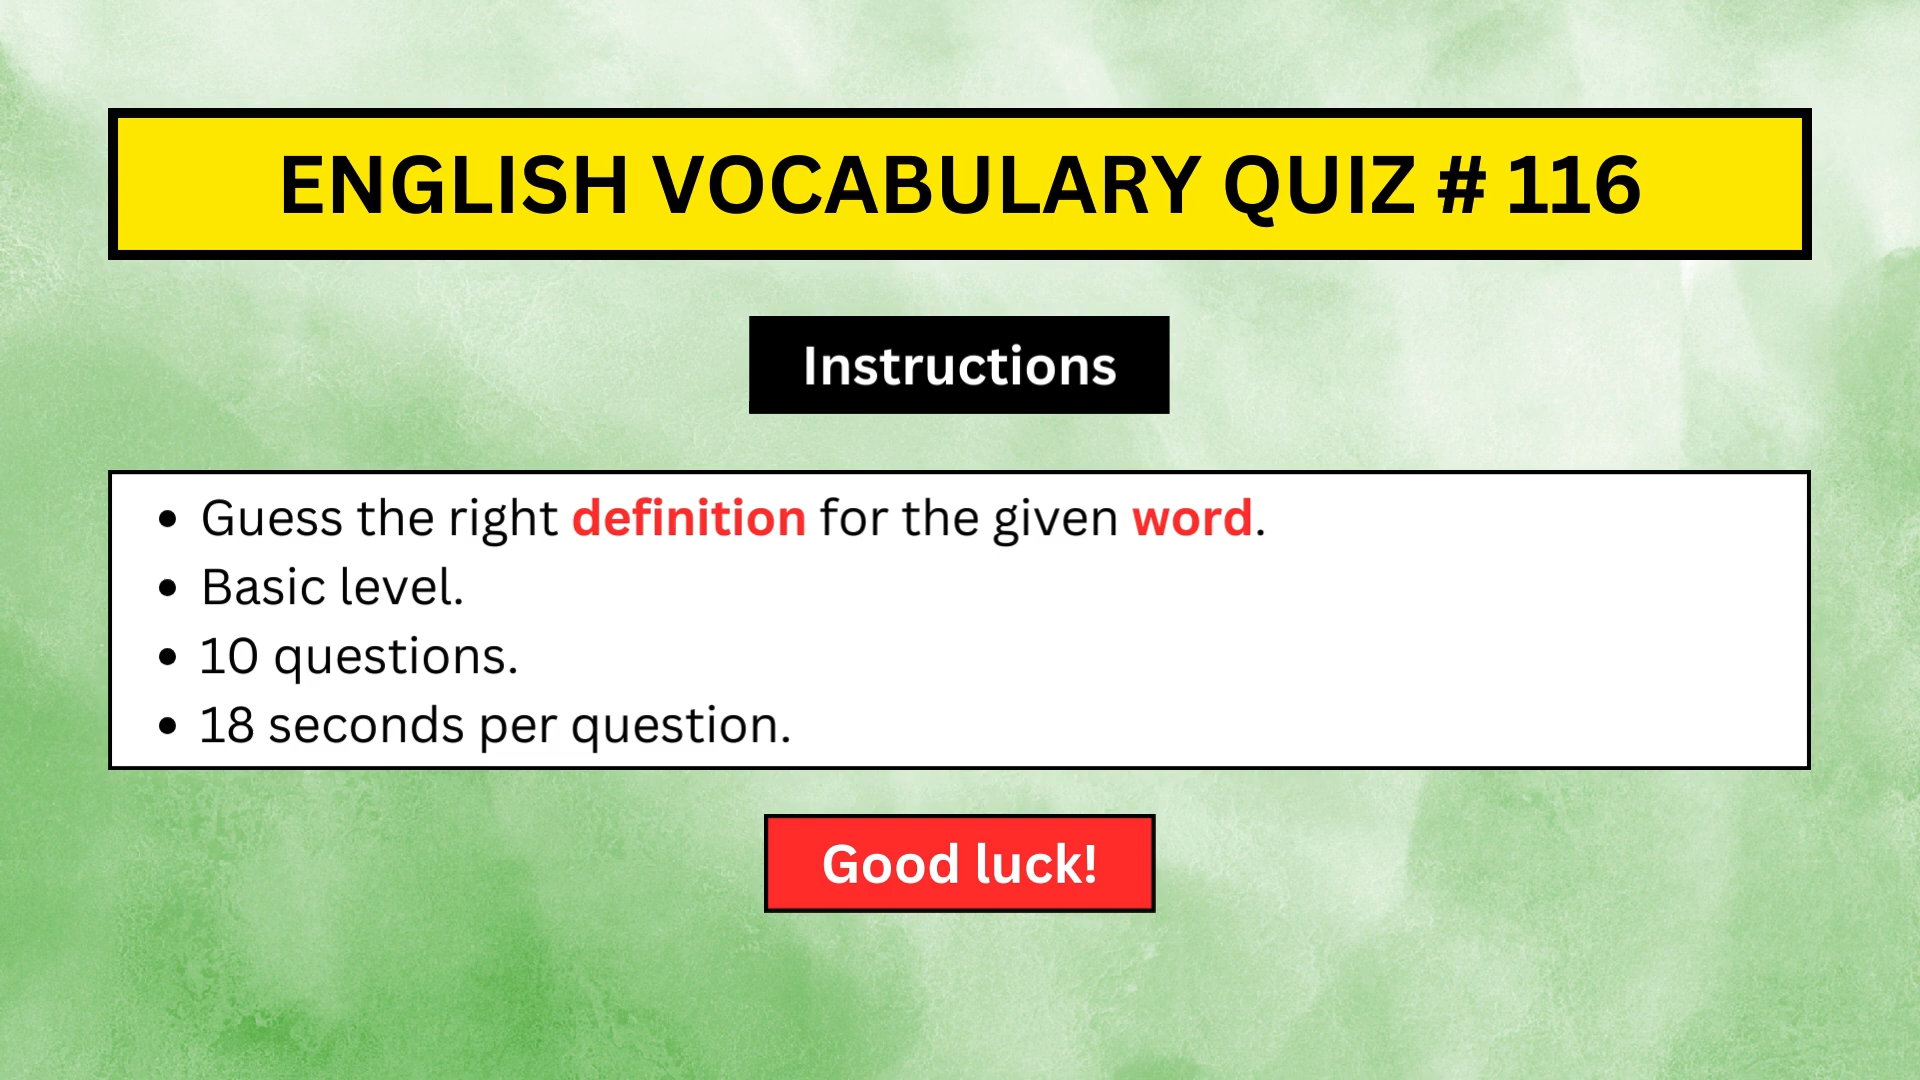 ENGLISH VOCABULARY QUIZ # 116
Instructions
• Guess the right definition for the given word.
• Basic level.
• 10 questions.
• 18 seconds per question.
Good luck!